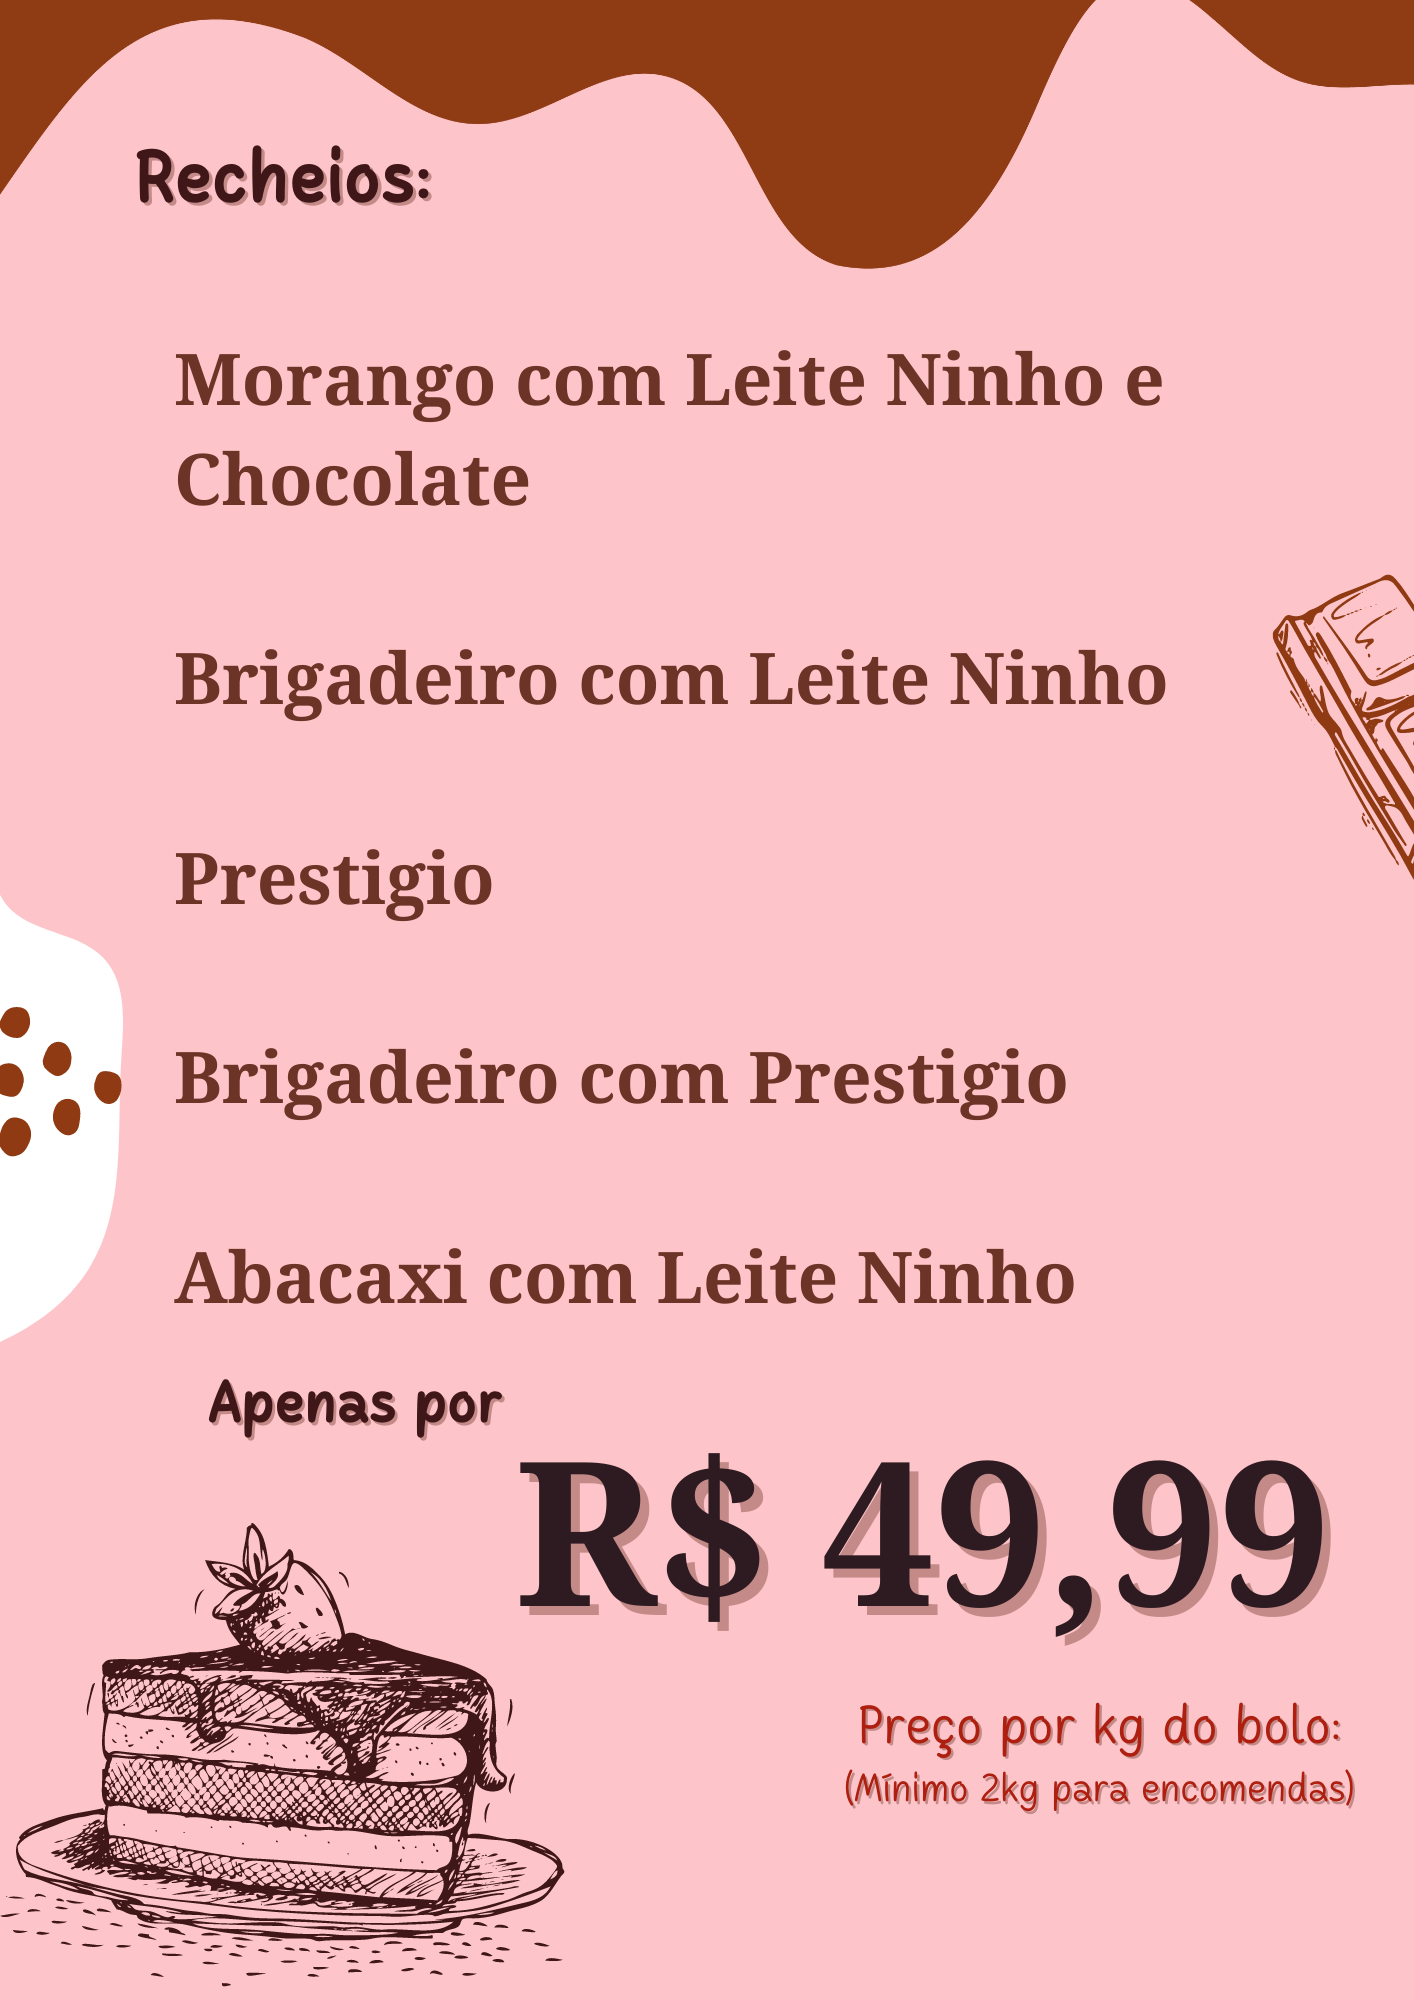 Recheios:
Morango com Leite Ninho e
Chocolate
Brigadeiro com Leite Ninho
Prestigio
Brigadeiro com Prestigio
Abacaxi com Leite Ninho
Apenas por
R$ 49,99
Preço por kg do bolo:
(Mínimo 2kg para encomendas)